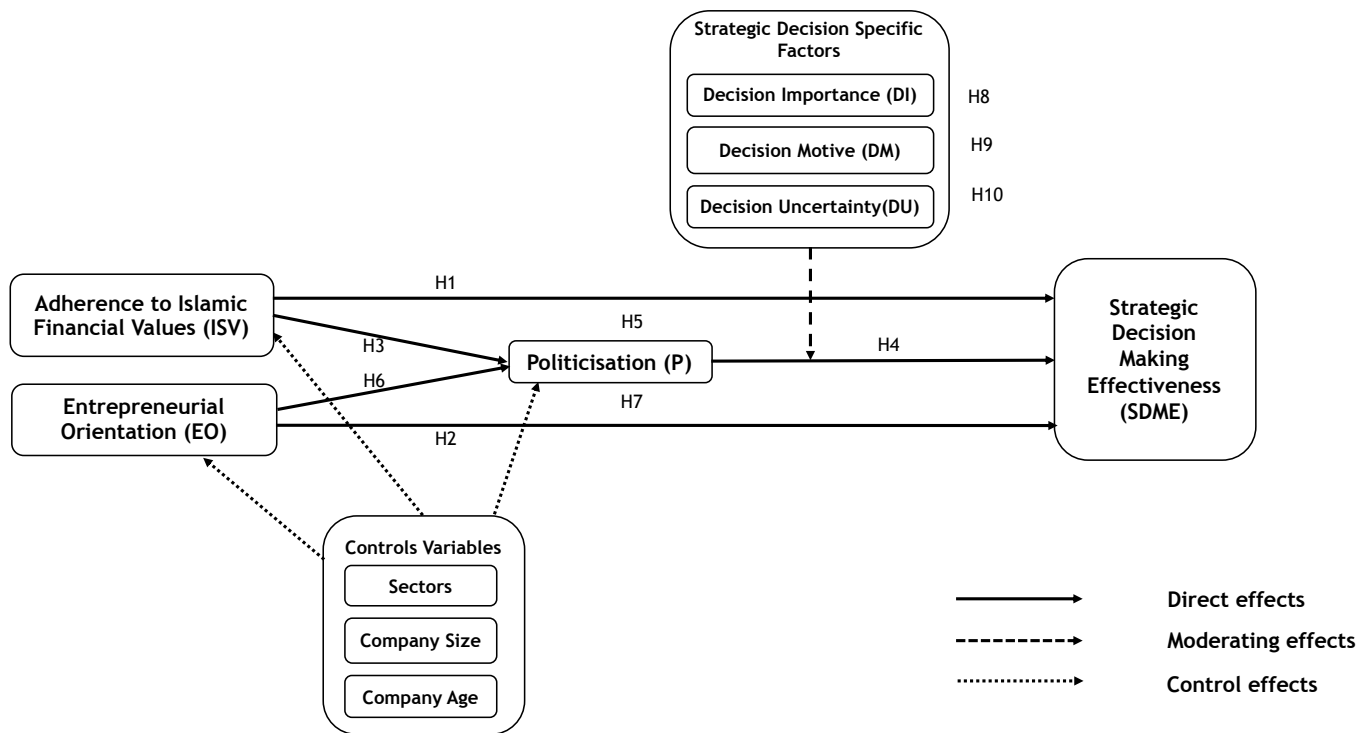 Strategic Decision Specific
Factors
Decision Importance (DI)
H8
Decision Motive (DM)
H9
Decision Uncertainty(DU)
H10
Adherence to Islamic
Financial Values (ISV)
H1
H5
H3
Politicisation (P)
H4
H6
H7
Entrepreneurial
Orientation (EO)
H2
Strategic
Decision
Making
Effectiveness
(SDME)
Controls Variables
Sectors
Company Size
Company Age
Direct effects
Moderating effects
Control effects